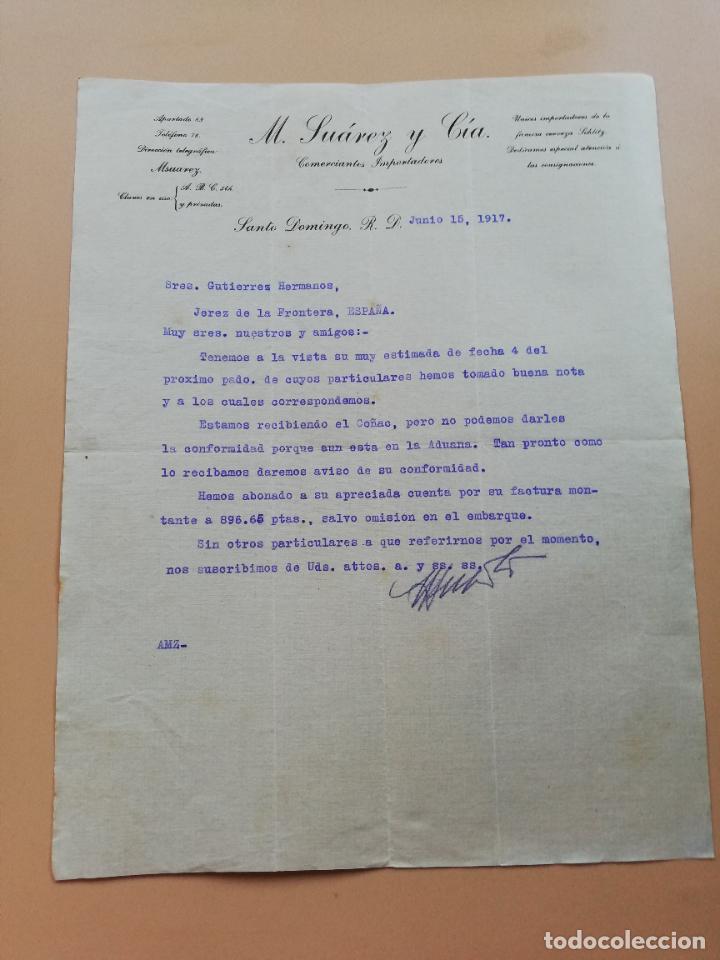 Apartado 83
Teléfono 78.
Dirección telegráfica
Msuarez.
Claves en uso { A. B. C. 5th.
y privadas.
M. Suárez y Cía.
Comerciantes Importadores
Unicos importadores de la
famosa cerveza Schlitz.
Dedicamos especial atención á
las consignaciones.
Santo Domingo, R. D. Junio 15, 1917.
Sres. Gutierres Hermanos,
Jerez de la Frontera, ESPAÑA.
Muy sres. nuestros y amigos:-
Tenemos a la vista su muy estimada de fecha 4 del
proximo pado. de cuyos particulares hemos tomado buena nota
y a los cuales correspondemos.
Estamos recibiendo el Coñac, pero no podemos darles
la conformidad porque aun esta en la Aduana. Tan pronto como
lo recibamos daremos aviso de su conformidad.
Hemos abonado a su apreciada cuenta por su factura mon-
tante a 896.65 ptas., salvo omision en el embarque.
Sin otros particulares a que referirnos por el momento,
nos suscribimos de Uds. attos. a. y ss. ss.
AMZ-
todocoleccion